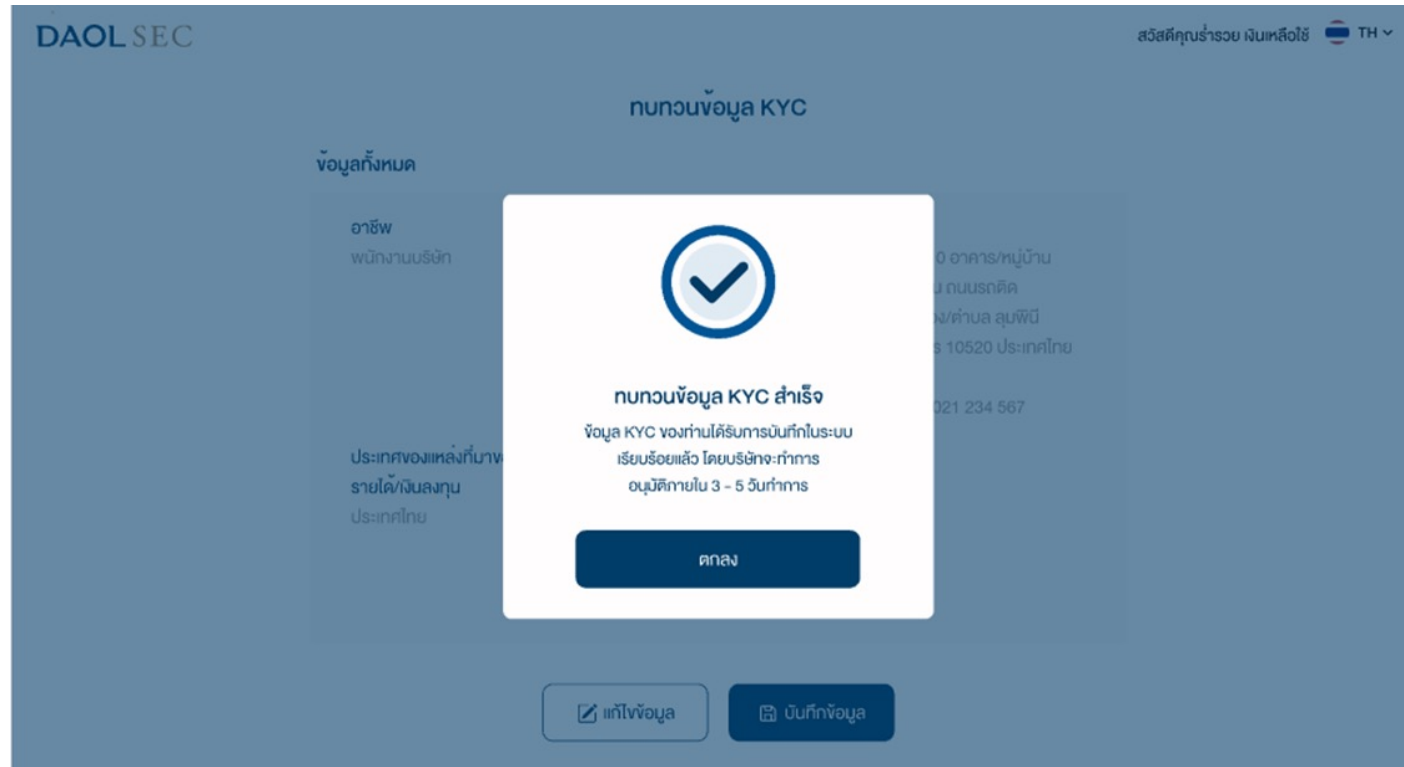 DAOL SEC
สวัสดีคุณร่ำรวย เงินเหลือใช้ TH
ทบทวนข้อมูล KYC
ข้อมูลทั้งหมด
อาชีพ
พนักงานบริษัท
0 อาคาร/หมู่บ้าน
ถนนรถติด
/ตำบล ลุมพินี
10520 ประเทศไทย
021 234 567
ประเทศของแหล่งที่มาข
รายได้/เงินลงทุน
ประเทศไทย
ทบทวนข้อมูล KYC สำเร็จ
ข้อมูล KYC ของท่านได้รับการบันทึกในระบบ
เรียบร้อยแล้ว โดยบริษัทจะทำการ
อนุมัติภายใน 3 - 5 วันทำการ
ตกลง
แก้ไขข้อมูล
บันทึกข้อมูล